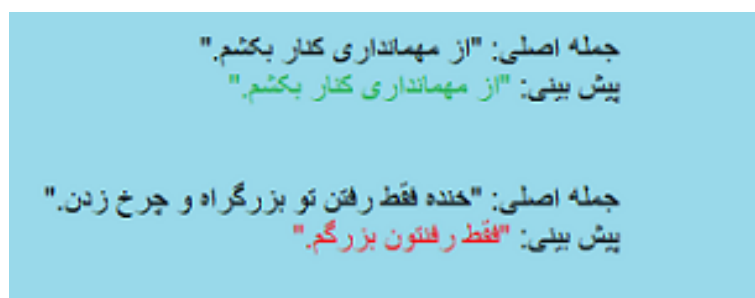 جمله اصلی: "از مهمانداری کنار بکشم."
پیش بینی: "از مهمانداری کنار بکشم."
جمله اصلی: "خنده فقط رفتن تو بزرگراه و چرخ زدن."
پیش بینی: "فقط رفتتون بزرگم."